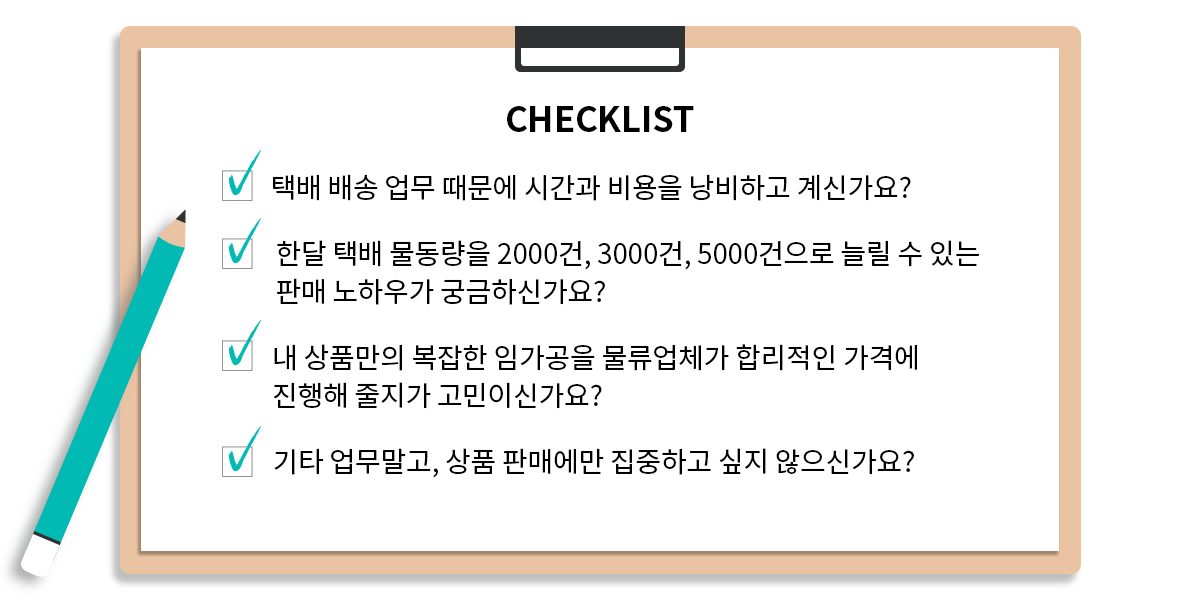 CHECKLIST
택배 배송 업무 때문에 시간과 비용을 낭비하고 계신가요?
한달 택배 물동량을 2000건, 3000건, 5000건으로 늘릴 수 있는
판매 노하우가 궁금하신가요?
내 상품만의 복잡한 임가공을 물류업체가 합리적인 가격에
진행해 줄지가 고민이신가요?
기타 업무말고, 상품 판매에만 집중하고 싶지 않으신가요?